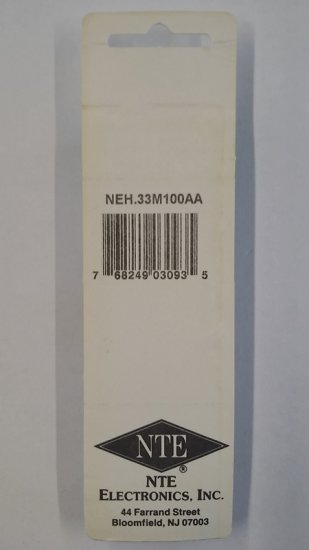 NEH.33M100AA
7 68249 03093 5
NTE
®
NTE
ELECTRONICS, INC.
44 Farrand Street
Bloomfield, NJ 07003